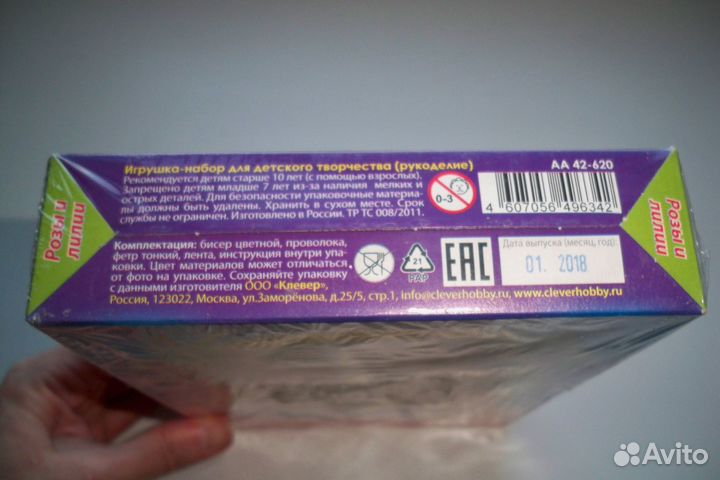 Игрушка-набор для детского творчества (рукоделие)
АА 42-620
Рекомендуется детям старше 10 лет (с помощью взрослых).
Запрещено детям младше 7 лет из-за наличия мелких и
острых деталей. Для безопасности упаковочные материа-
лы должны быть удалены. Хранить в сухом месте. Срок
службы не ограничен. Изготовлено в России. ТР ТС 008/2011.
0-3
4 607056 496342
Розы и
лилии
Розы и
лилии
Комплектация: бисер цветной, проволока,
фетр тонкий, лента, инструкция внутри упа-
ковки. Цвет материалов может отличаться
от фото на упаковке. Сохраняйте упаковку
с данными изготовителя ООО "Клевер"
21
PAP
EAC
Дата выпуска (месяц, год):
01. 2018
Россия, 123022, Москва, ул.Заморёнова, д.25/5, стр.1, info@cleverhobby.ru www.cleverhobby.ru
Avito